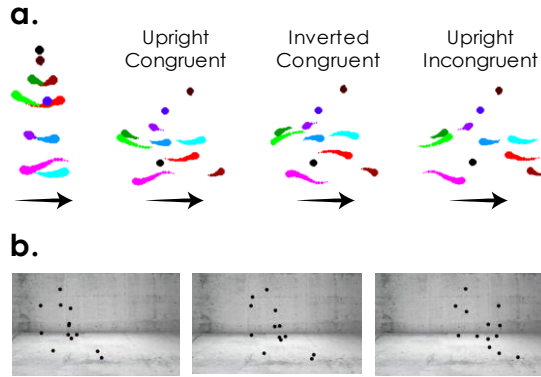 a.
Upright
Congruent
Inverted
Congruent
Upright
Incongruent
b.